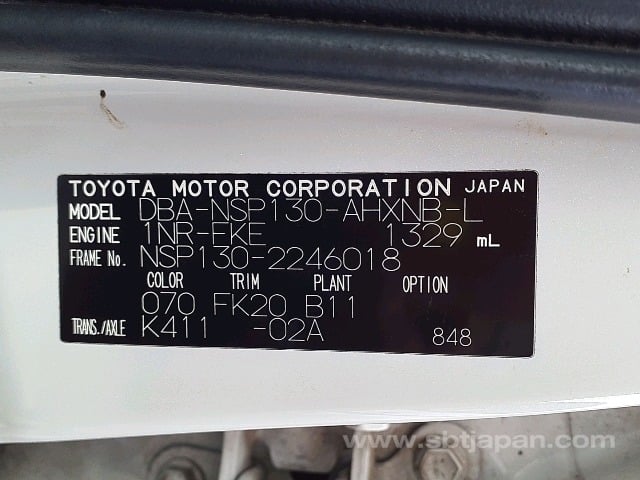 TOYOTA MOTOR CORPORATION JAPAN
MODEL DBA-NSP130-AHXNB-L
ENGINE 1NR-FKE 1329 mL
FRAME No. NSP130-2246018
COLOR TRIM PLANT OPTION
070 FK20 B11
TRANS./AXLE K411 -02A 848
www.sbtjapan.com